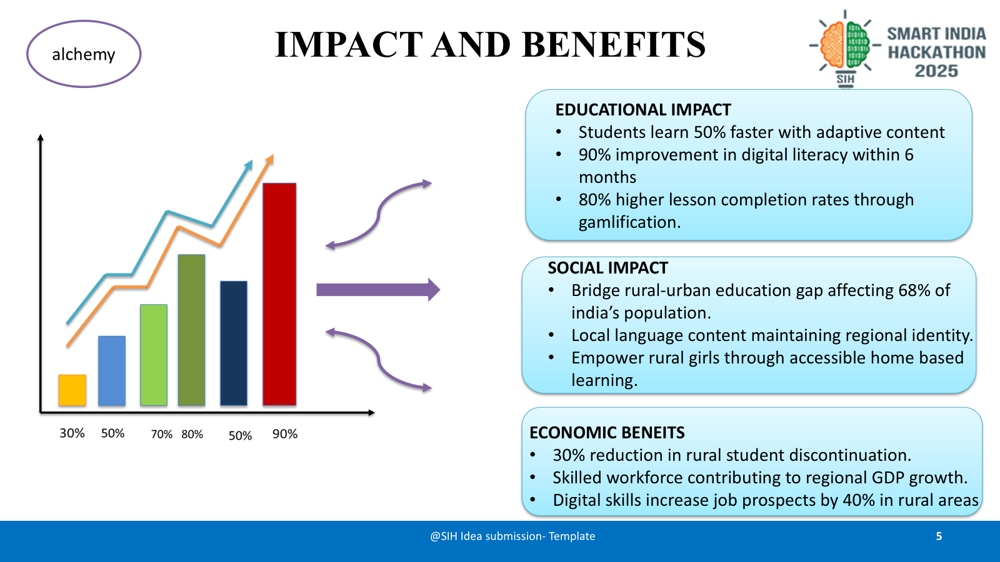 alchemy
IMPACT AND BENEFITS
SMART INDIA
HACKATHON
2025
SIH
EDUCATIONAL IMPACT
• Students learn 50% faster with adaptive content
• 90% improvement in digital literacy within 6
months
• 80% higher lesson completion rates through
gamlification.
SOCIAL IMPACT
• Bridge rural-urban education gap affecting 68% of
india’s population.
• Local language content maintaining regional identity.
• Empower rural girls through accessible home based
learning.
ECONOMIC BENEITS
• 30% reduction in rural student discontinuation.
• Skilled workforce contributing to regional GDP growth.
• Digital skills increase job prospects by 40% in rural areas
30% 50% 70% 80% 50% 90%
@SIH Idea submission- Template
5